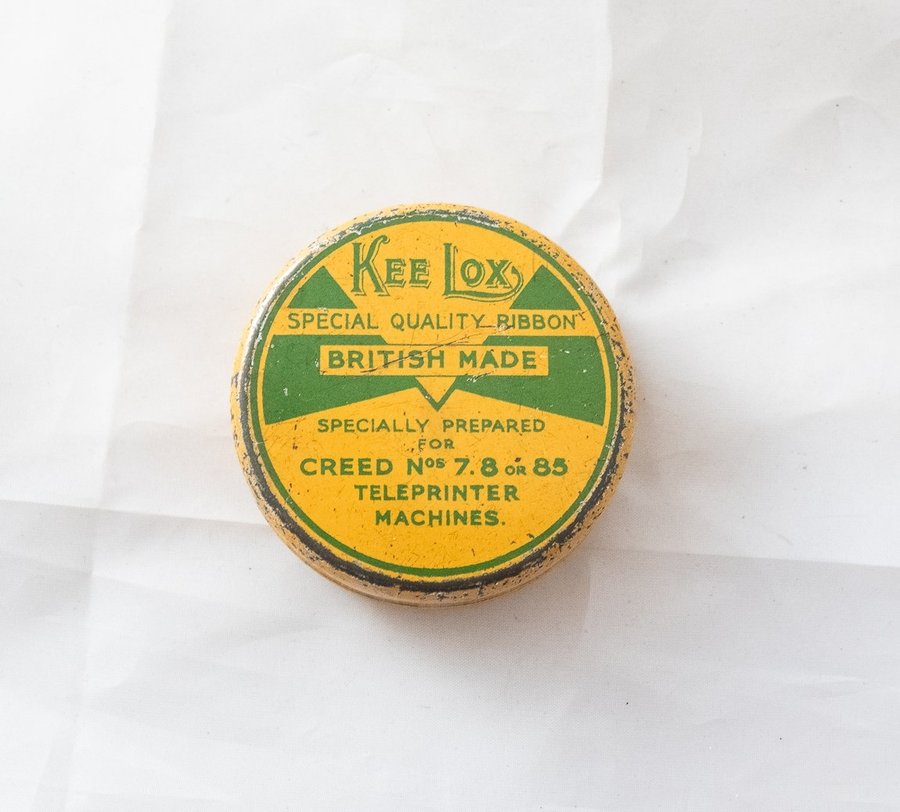 KEE LOX
SPECIAL QUALITY RIBBON
BRITISH MADE
SPECIALLY PREPARED
FOR
CREED Nos 7.8 OR 85
TELEPRINTER
MACHINES.